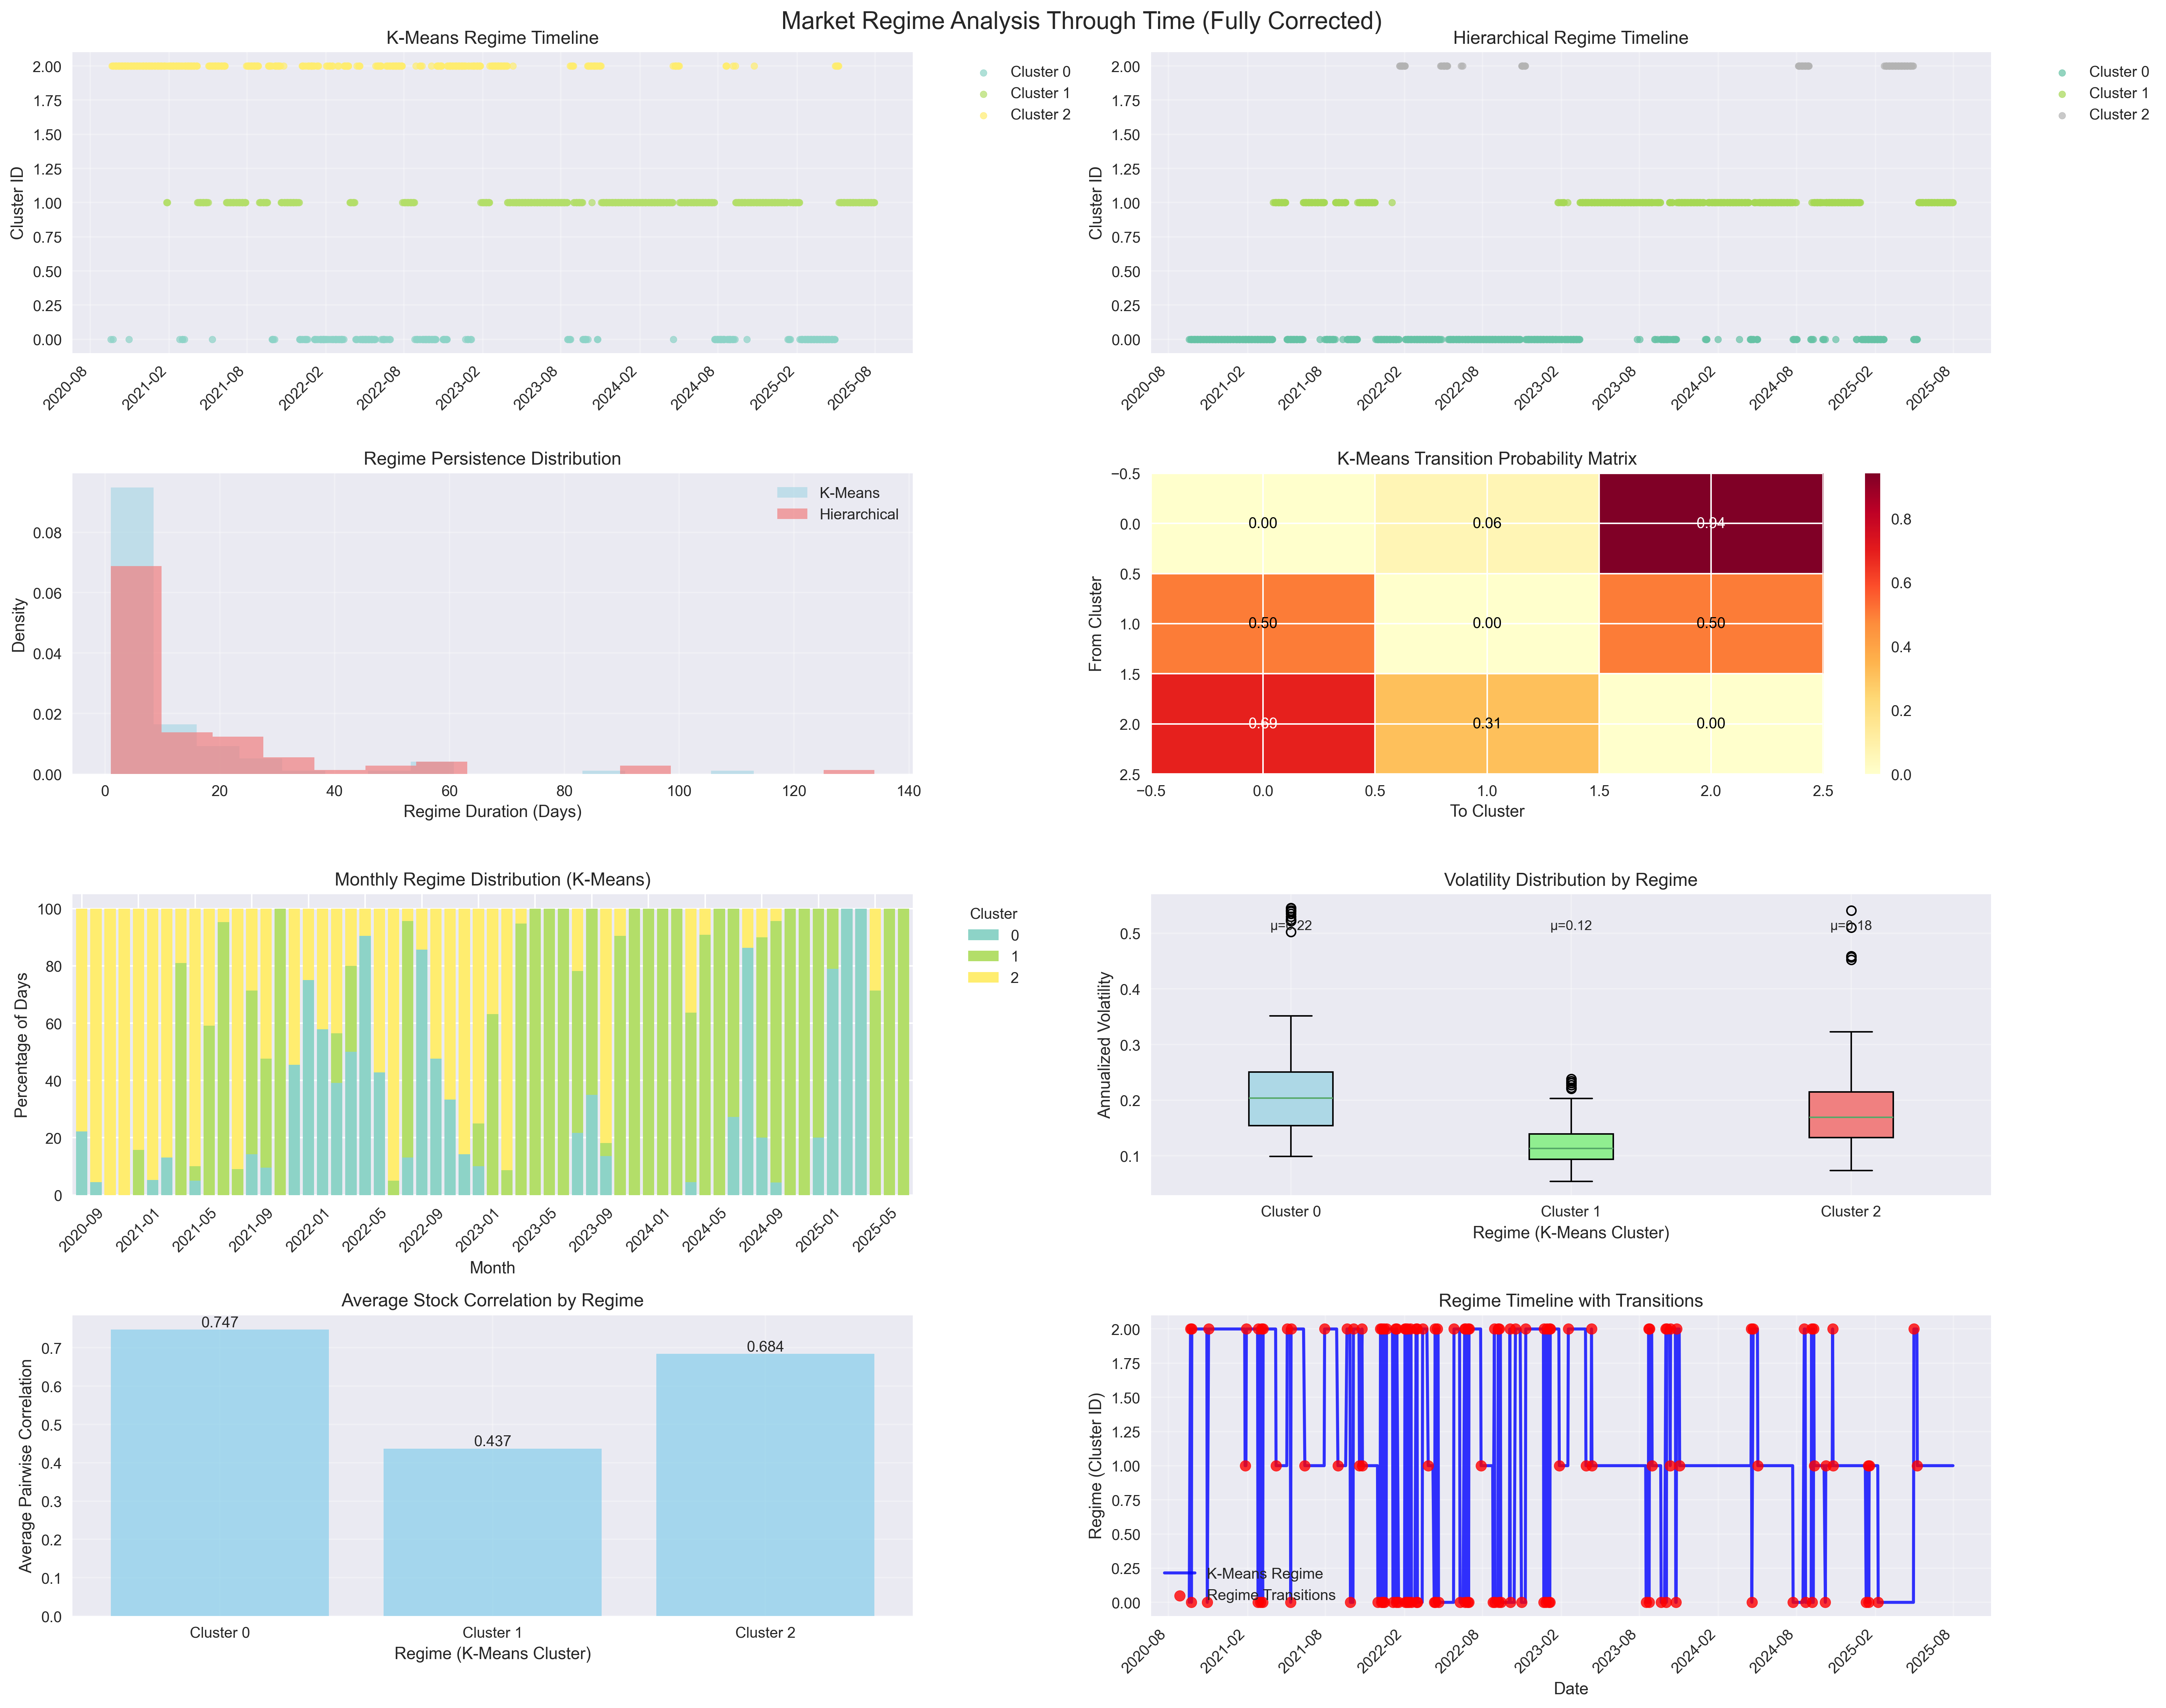 Market Regime Analysis Through Time (Fully Corrected)
K-Means Regime Timeline
2.00
1.75
1.50
1.25
1.00
0.75
0.50
0.25
0.00
Cluster ID
2020-08
2021-02
2021-08
2022-02
2022-08
2023-02
2023-08
2024-02
2024-08
2025-02
2025-08
Cluster 0
Cluster 1
Cluster 2
Hierarchical Regime Timeline
2.00
1.75
1.50
1.25
1.00
0.75
0.50
0.25
0.00
Cluster ID
2020-08
2021-02
2021-08
2022-02
2022-08
2023-02
2023-08
2024-02
2024-08
2025-02
2025-08
Cluster 0
Cluster 1
Cluster 2
Regime Persistence Distribution
K-Means
Hierarchical
0.08
0.06
0.04
0.02
0.00
Density
0 20 40 60 80 100 120 140
Regime Duration (Days)
K-Means Transition Probability Matrix
−0.5
0.0
0.5
1.0
1.5
2.0
2.5
From Cluster
0.00 0.06 0.94
0.50 0.00 0.50
0.69 0.31 0.00
−0.5 0.0 0.5 1.0 1.5 2.0 2.5
To Cluster
0.8
0.6
0.4
0.2
0.0
Monthly Regime Distribution (K-Means)
100
80
60
40
20
0
Percentage of Days
2020-09
2021-01
2021-05
2021-09
2022-01
2022-05
2022-09
2023-01
2023-05
2023-09
2024-01
2024-05
2024-09
2025-01
2025-05
Month
Cluster
0
1
2
Volatility Distribution by Regime
0.5
0.4
0.3
0.2
0.1
Annualized Volatility
μ=0.22
μ=0.12
μ=0.18
Cluster 0 Cluster 1 Cluster 2
Regime (K-Means Cluster)
Average Stock Correlation by Regime
0.7
0.6
0.5
0.4
0.3
0.2
0.1
0.0
Average Pairwise Correlation
0.747
0.437
0.684
Cluster 0 Cluster 1 Cluster 2
Regime (K-Means Cluster)
Regime Timeline with Transitions
2.00
1.75
1.50
1.25
1.00
0.75
0.50
0.25
0.00
Regime (Cluster ID)
K-Means Regime
Regime Transitions
2020-08
2021-02
2021-08
2022-02
2022-08
2023-02
2023-08
2024-02
2024-08
2025-02
2025-08
Date